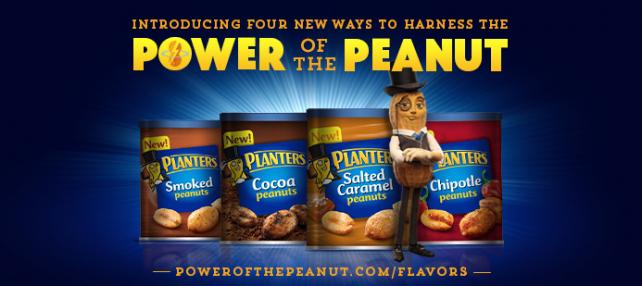 INTRODUCING FOUR NEW WAYS TO HARNESS THE
POWER OF THE PEANUT
New!
PLANTERS
Smoked
peanuts
New!
PLANTERS
Cocoa
peanuts
New!
PLANTERS
Salted
Caramel
peanuts
PLANTERS
Chipotle
peanuts
POWEROFTHEPEANUT.COM/FLAVORS